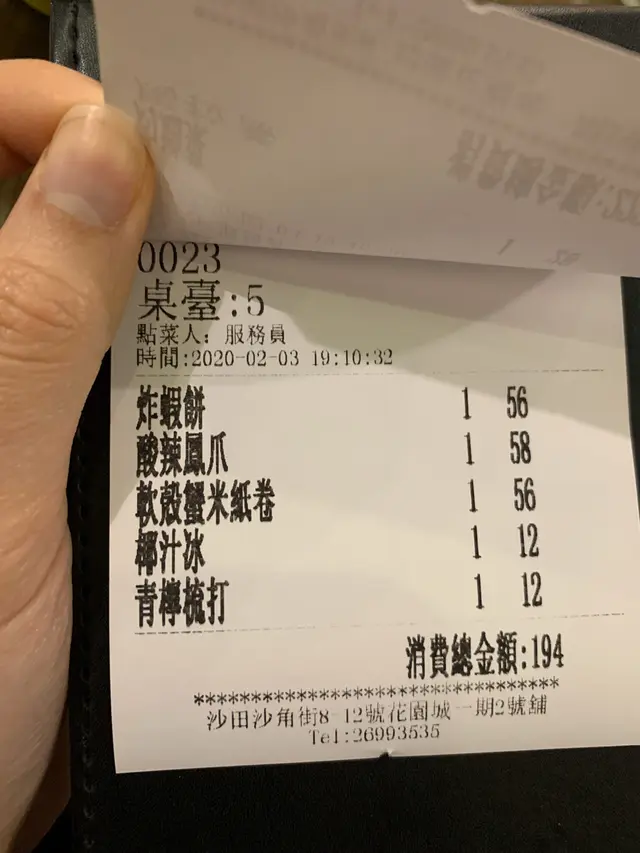 0023
桌臺:5
點菜人: 服務員
時間:2020-02-03 19:10:32
炸蝦餅 1 56
酸辣鳳爪 1 58
軟殼蟹米紙卷 1 56
椰汁冰 1 12
青檸梳打 1 12
消費總金額:194
******************************
沙田沙角街8-12號花園城一期2號舖
Tel:26993535